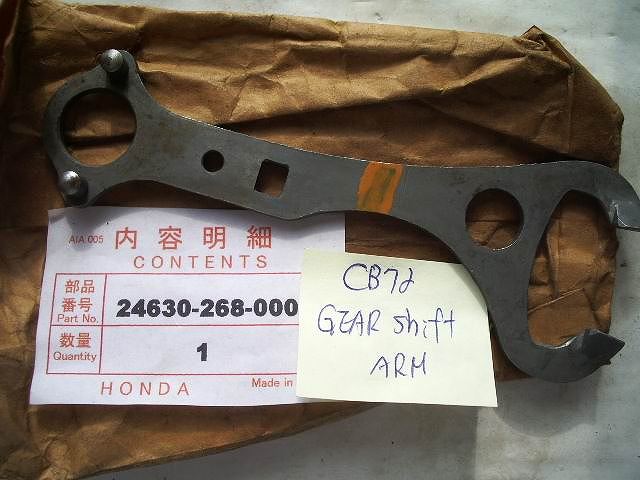 AIA 005 内容明細
CONTENTS
部品
番号
Part No.
24630-268-000
数量
Quantity
1
HONDA
Made in
CB72
GEAR shift
ARM